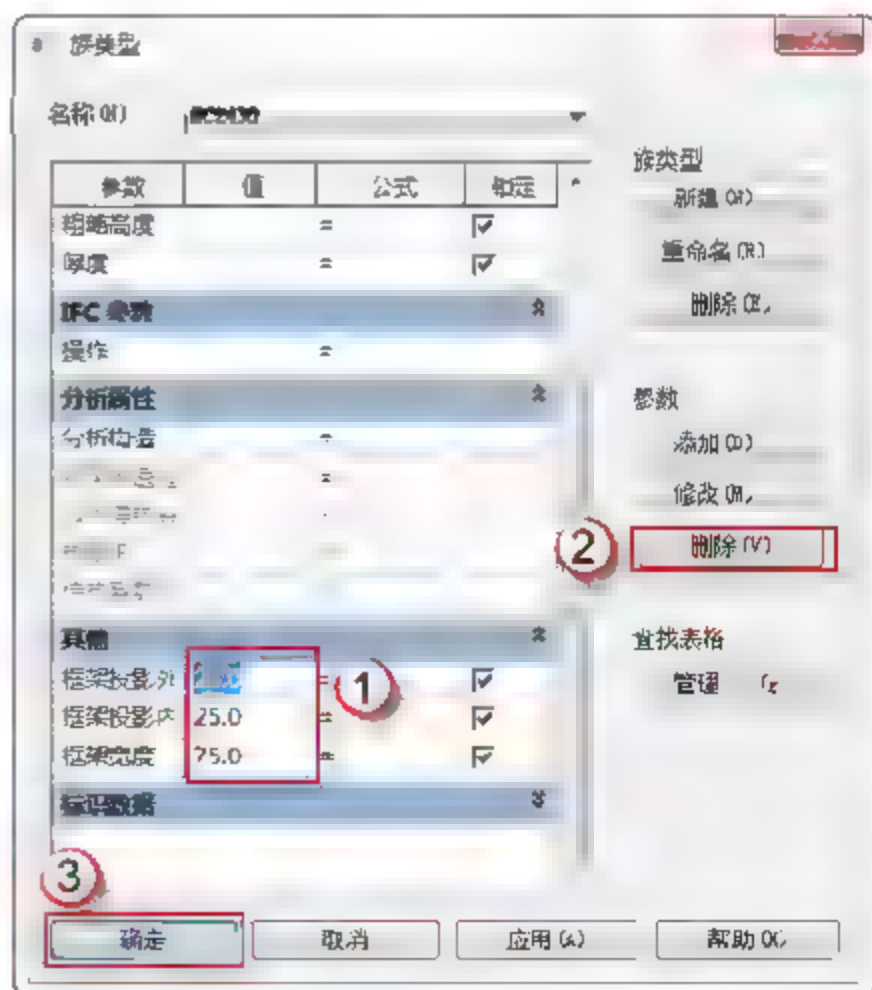 族类型
名称(N)
参数 值 公式 锁定
粗略高度 =
厚度 =
IFC 参数
操作 =
分析属性
分析构造 =
=
其他
框架投影外 =
框架投影内 25.0 =
框架宽度 75.0 =
标识数据
族类型
新建(N)
重命名(R)
删除(E)
参数
添加(D)
修改(M)
删除(V)
查找表格
管理
1
2
3
确定 取消 应用(A) 帮助(H)